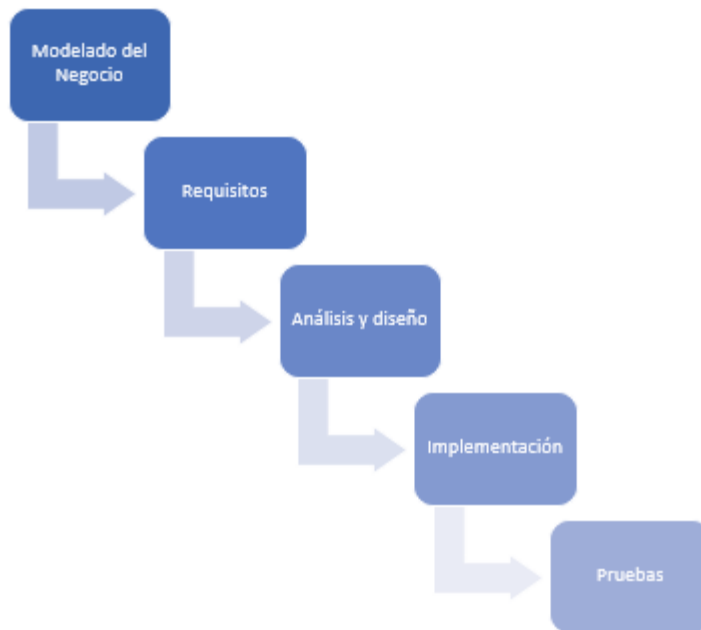 Modelado del
Negocio
Requisitos
Análisis y diseño
Implementación
Pruebas